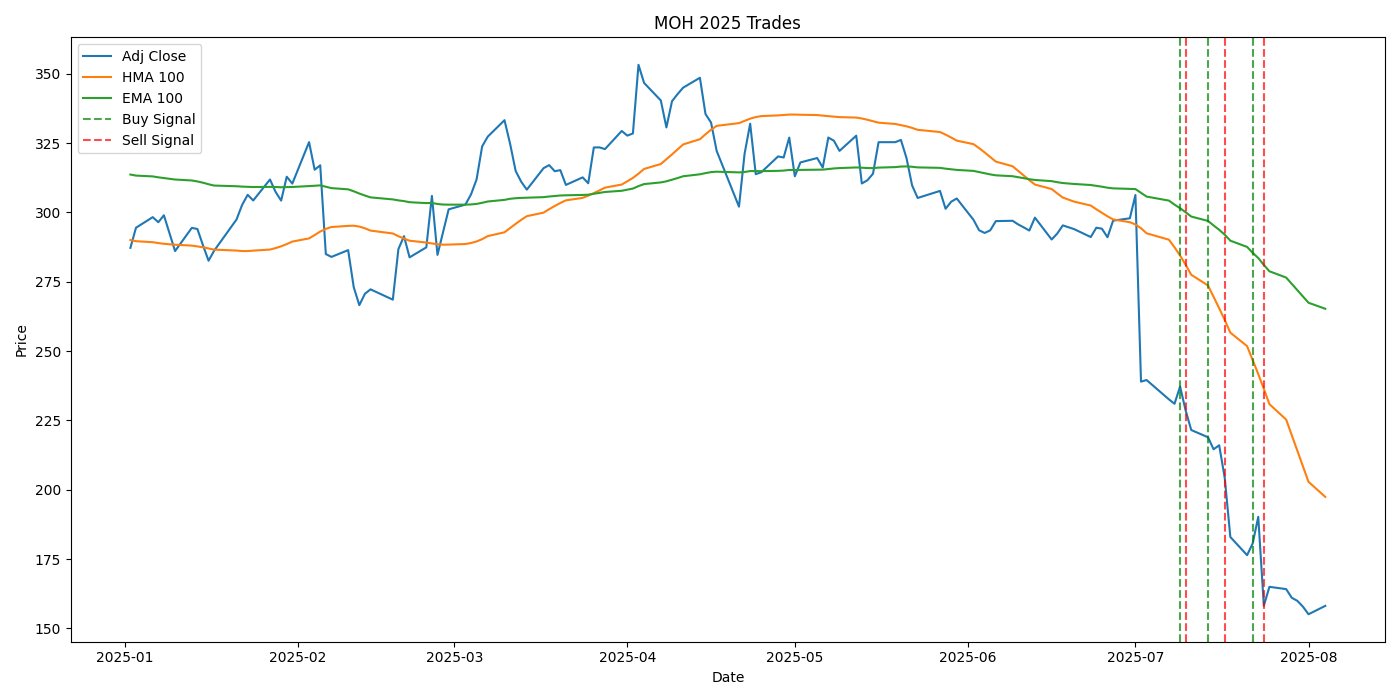 MOH 2025 Trades
Adj Close
HMA 100
EMA 100
Buy Signal
Sell Signal
350
325
300
275
250
225
200
175
150
Price
2025-01
2025-02
2025-03
2025-04
2025-05
2025-06
2025-07
2025-08
Date